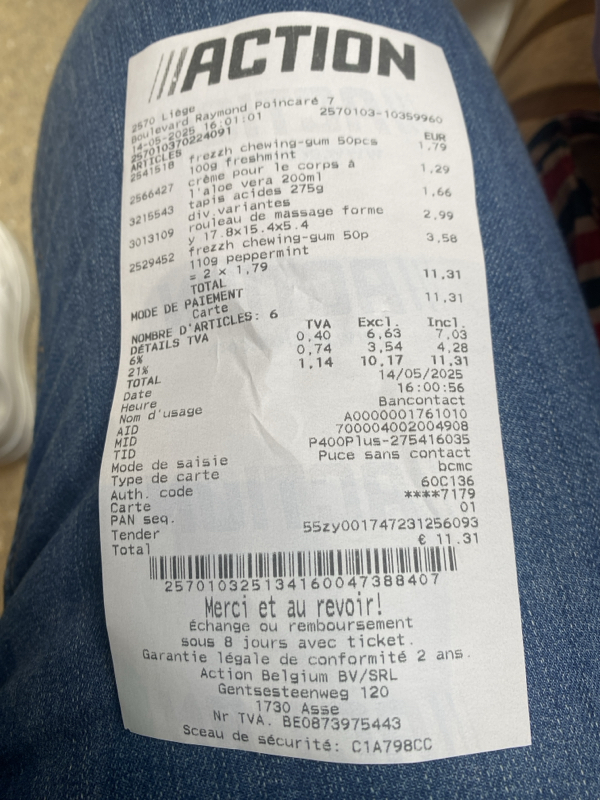 ACTION
2570 Liège
Boulevard Raymond Poincaré 7
14-05-2025 16:01:01 2570103-10359960
257010370224091
ARTICLES EUR
2541518 frezzh chewing-gum 50pcs 1,79
100g freshmint
2566427 crème pour le corps à 1,29
l'aloe vera 200ml
3215543 tapis acides 275g 1,66
div.variantes
3013109 rouleau de massage forme 2,99
y 17.8x15.4x5.4
2529452 frezzh chewing-gum 50p 3,58
110g peppermint
= 2 x 1,79
TOTAL 11,31
MODE DE PAIEMENT
Carte 11,31
NOMBRE D'ARTICLES: 6
DÉTAILS TVA TVA Excl. Incl.
6% 0,40 6,63 7,03
21% 0,74 3,54 4,28
TOTAL 1,14 10,17 11,31
Date 14/05/2025
Heure 16:00:56
Nom d'usage Bancontact
AID A0000001761010
MID 700004002004908
TID P400Plus-275416035
Mode de saisie Puce sans contact
Type de carte bcmc
Auth. code 60C136
Carte ****7179
PAN seq. 01
Tender 55zy001747231256093
Total € 11.31
257010325134160047388407
Merci et au revoir!
Échange ou remboursement
sous 8 jours avec ticket.
Garantie légale de conformité 2 ans.
Action Belgium BV/SRL
Gentsesteenweg 120
1730 Asse
Nr TVA. BE0873975443
Sceau de sécurité: C1A798CC